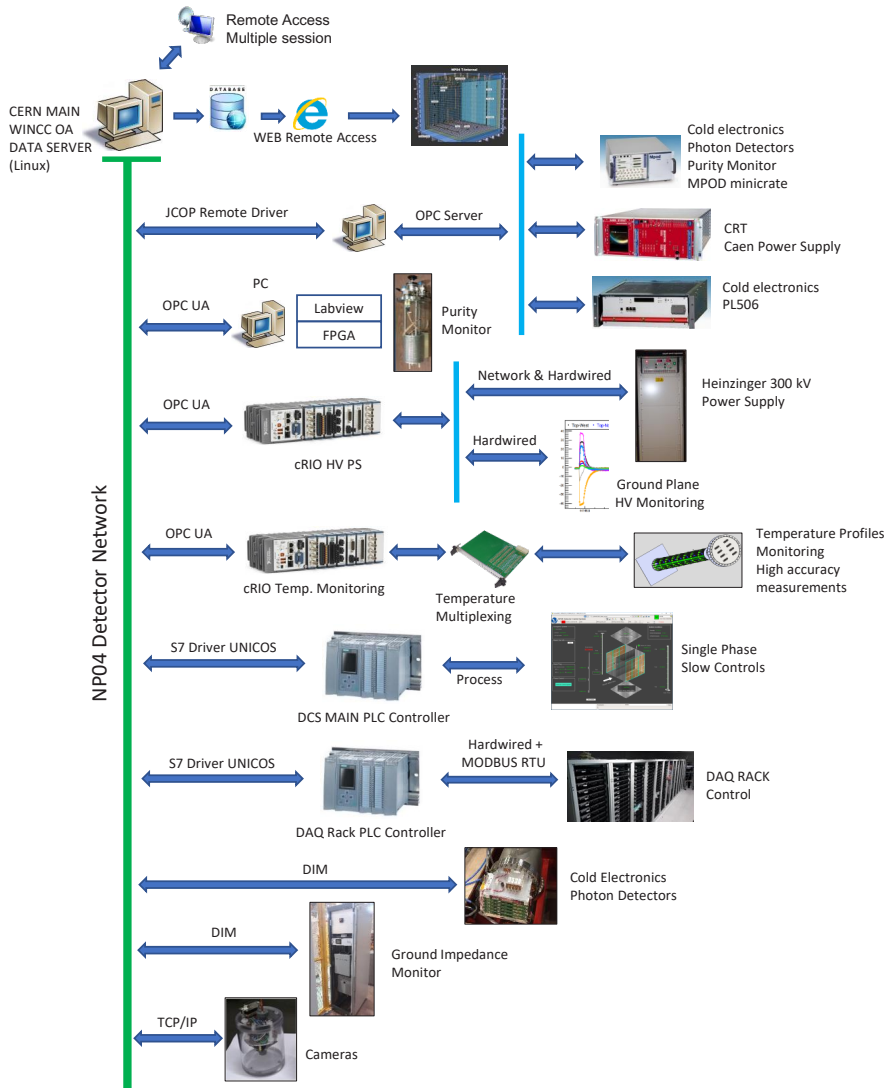 Remote Access
Multiple session
CERN MAIN
WINCC OA
DATA SERVER
(Linux)
DATABASE
WEB Remote Access
Cold electronics
Photon Detectors
Purity Monitor
MPOD minicrate
JCOP Remote Driver
OPC Server
CRT
Caen Power Supply
Cold electronics
PL506
OPC UA
PC
Labview
FPGA
Purity
Monitor
Network & Hardwired
Heinzinger 300 kV
Power Supply
OPC UA
cRIO HV PS
Hardwired
Ground Plane
HV Monitoring
OPC UA
cRIO Temp. Monitoring
Temperature
Multiplexing
Temperature Profiles
Monitoring
High accuracy
measurements
NP04 Detector Network
S7 Driver UNICOS
DCS MAIN PLC Controller
Process
Single Phase
Slow Controls
S7 Driver UNICOS
DAQ Rack PLC Controller
Hardwired +
MODBUS RTU
DAQ RACK
Control
DIM
Cold Electronics
Photon Detectors
DIM
Ground Impedance
Monitor
TCP/IP
Cameras